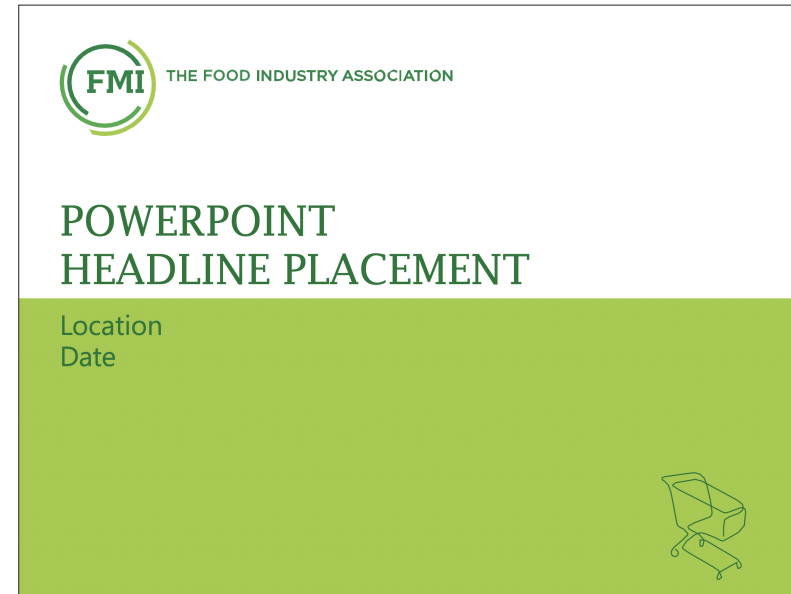 FMI
THE FOOD INDUSTRY ASSOCIATION
POWERPOINT
HEADLINE PLACEMENT
Location
Date